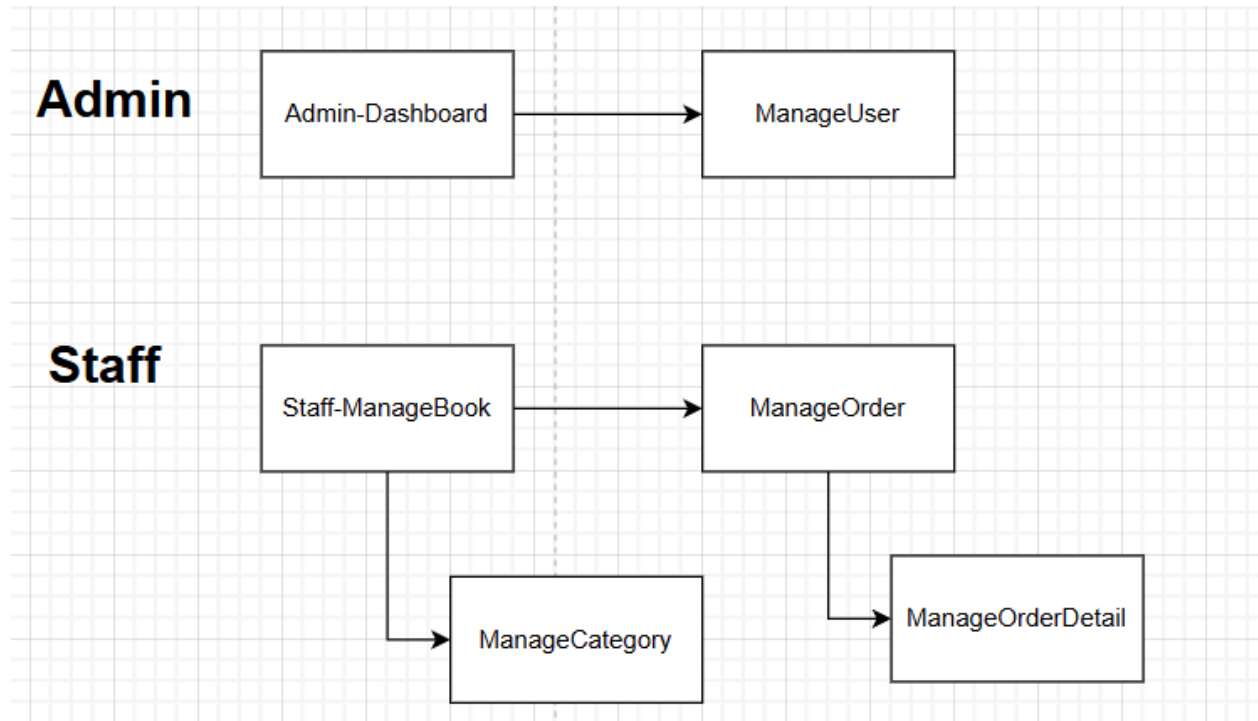 Admin
Admin-Dashboard
ManageUser
Staff
Staff-ManageBook
ManageOrder
ManageCategory
ManageOrderDetail